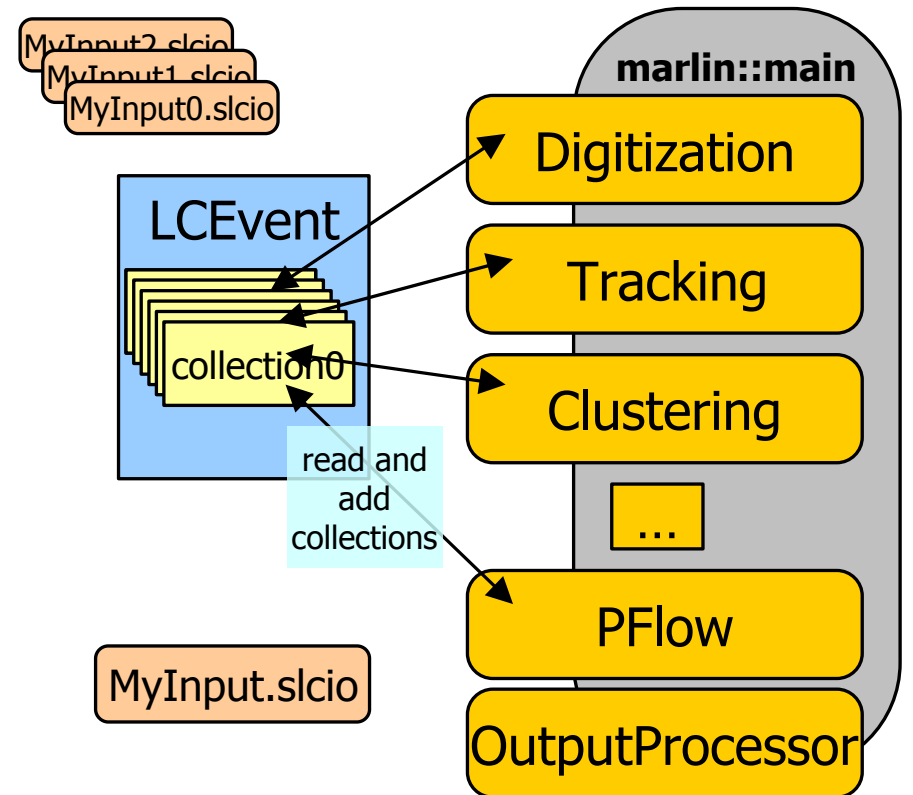 MyInput2.slcio
MyInput1.slcio
MyInput0.slcio
marlin::main
Digitization
LCEvent
Tracking
collection0
Clustering
read and
add
collections
...
PFlow
MyInput.slcio
OutputProcessor